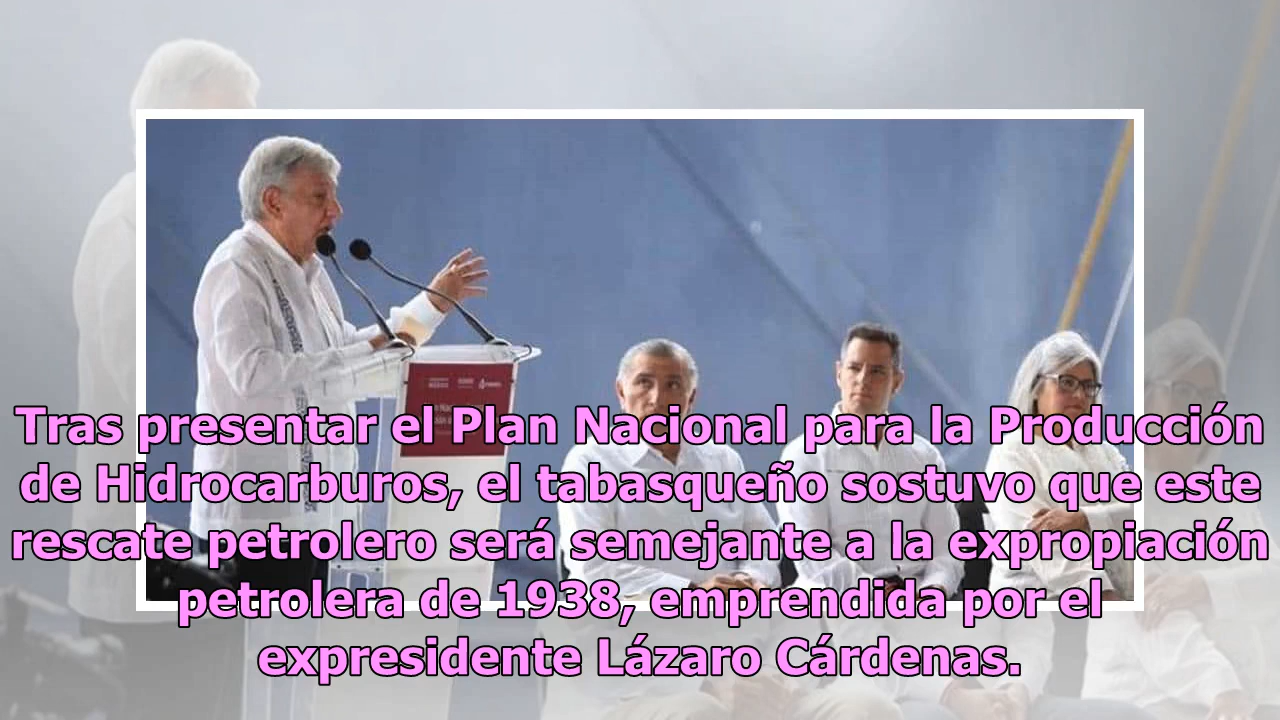 Tras presentar el Plan Nacional para la Producción
de Hidrocarburos, el tabasqueño sostuvo que este
rescate petrolero será semejante a la expropiación
petrolera de 1938, emprendida por el
expresidente Lázaro Cárdenas.